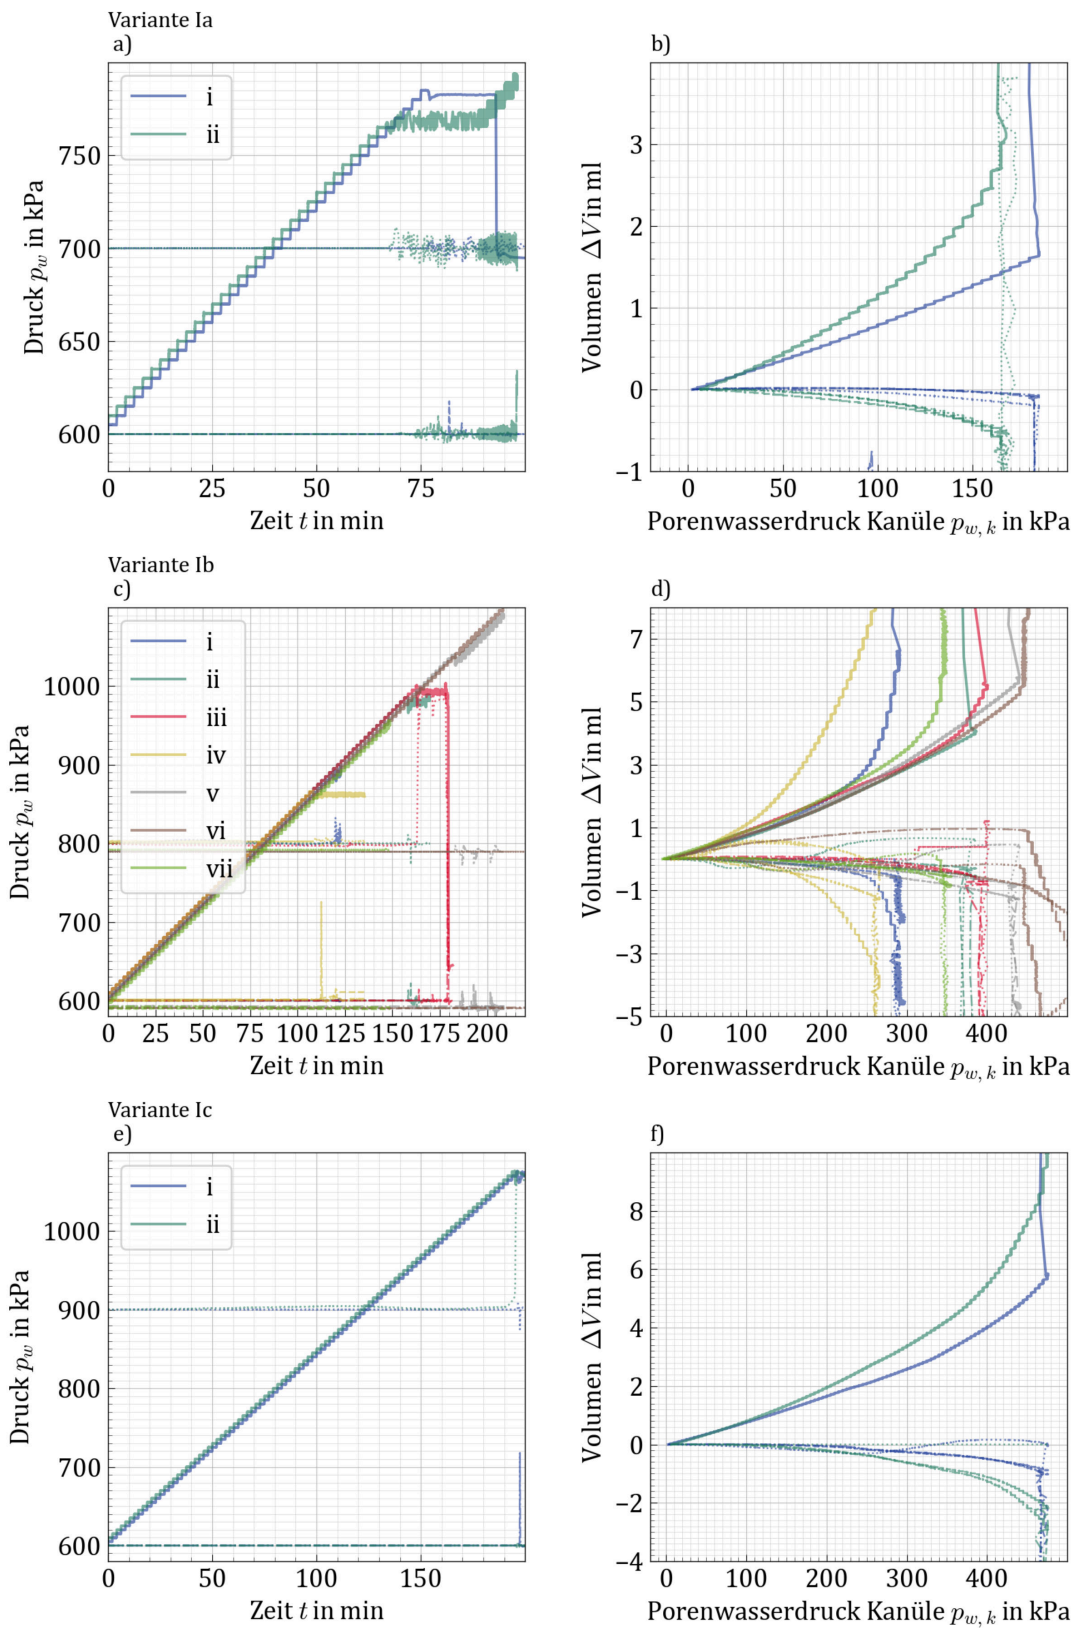 Variante Ia
a)
b)
i
ii
Druck p_w in kPa
750
700
650
600
0
25
50
75
Zeit t in min
Volumen ΔV in ml
3
2
1
0
−1
0
50
100
150
Porenwasserdruck Kanüle p_w, k in kPa
Variante Ib
c)
d)
i
ii
iii
iv
v
vi
vii
Druck p_w in kPa
1000
900
800
700
600
0
25
50
75
100
125
150
175
200
Zeit t in min
Volumen ΔV in ml
7
5
3
1
−1
−3
−5
0
100
200
300
400
Porenwasserdruck Kanüle p_w, k in kPa
Variante Ic
e)
f)
i
ii
Druck p_w in kPa
1000
900
800
700
600
0
50
100
150
Zeit t in min
Volumen ΔV in ml
8
6
4
2
0
−2
−4
0
100
200
300
400
Porenwasserdruck Kanüle p_w, k in kPa